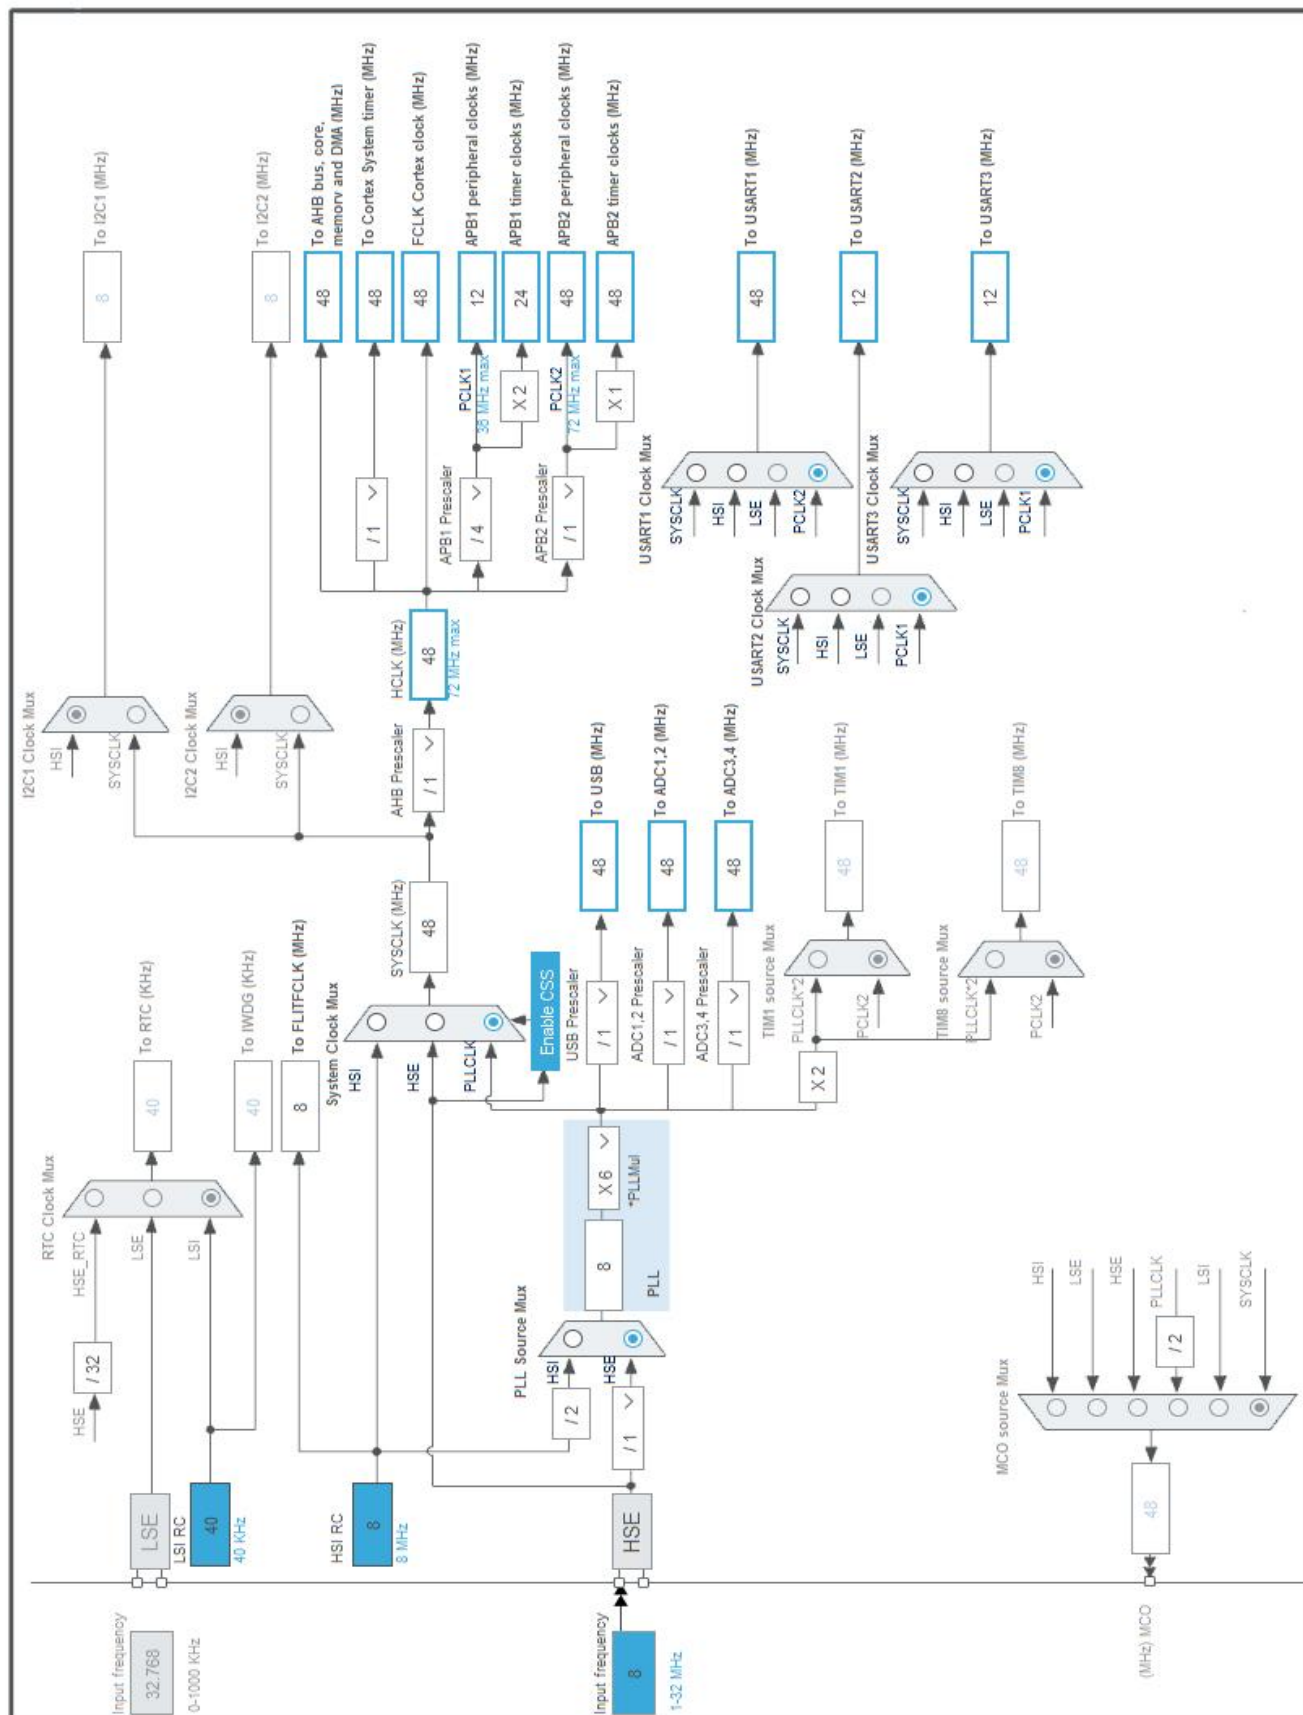 Input frequency
32.768
0-1000 KHz
LSE
LSI RC
40
40 KHz
HSE
/ 32
HSE_RTC
LSE
LSI
RTC Clock Mux
40
To RTC (KHz)
40
To IWDG (KHz)
8
To FLITFCLK (MHz)
HSI RC
8
8 MHz
Input frequency
8
1-32 MHz
HSE
/ 2
/ 1
PLL Source Mux
HSI
HSE
8
X 6
*PLLMul
PLL
System Clock Mux
HSI
HSE
PLLCLK
Enable CSS
SYSCLK (MHz)
48
AHB Prescaler
/ 1
HCLK (MHz)
48
72 MHz max
I2C1 Clock Mux
HSI
SYSCLK
8
To I2C1 (MHz)
I2C2 Clock Mux
HSI
SYSCLK
8
To I2C2 (MHz)
48
To AHB bus, core,
memory and DMA (MHz)
/ 1
48
To Cortex System timer (MHz)
48
FCLK Cortex clock (MHz)
APB1 Prescaler
/ 4
PCLK1
36 MHz max
12
APB1 peripheral clocks (MHz)
X 2
24
APB1 timer clocks (MHz)
APB2 Prescaler
/ 1
PCLK2
72 MHz max
48
APB2 peripheral clocks (MHz)
X 1
48
APB2 timer clocks (MHz)
USB Prescaler
/ 1
48
To USB (MHz)
ADC1,2 Prescaler
/ 1
48
To ADC1,2 (MHz)
ADC3,4 Prescaler
/ 1
48
To ADC3,4 (MHz)
X 2
TIM1 source Mux
PLLCLK*2
PCLK2
48
To TIM1 (MHz)
TIM8 source Mux
PLLCLK*2
PCLK2
48
To TIM8 (MHz)
USART1 Clock Mux
SYSCLK
HSI
LSE
PCLK2
48
To USART1 (MHz)
USART2 Clock Mux
SYSCLK
HSI
LSE
PCLK1
12
To USART2 (MHz)
USART3 Clock Mux
SYSCLK
HSI
LSE
PCLK1
12
To USART3 (MHz)
(MHz) MCO
48
MCO source Mux
HSI
LSE
HSE
PLLCLK
/ 2
LSI
SYSCLK